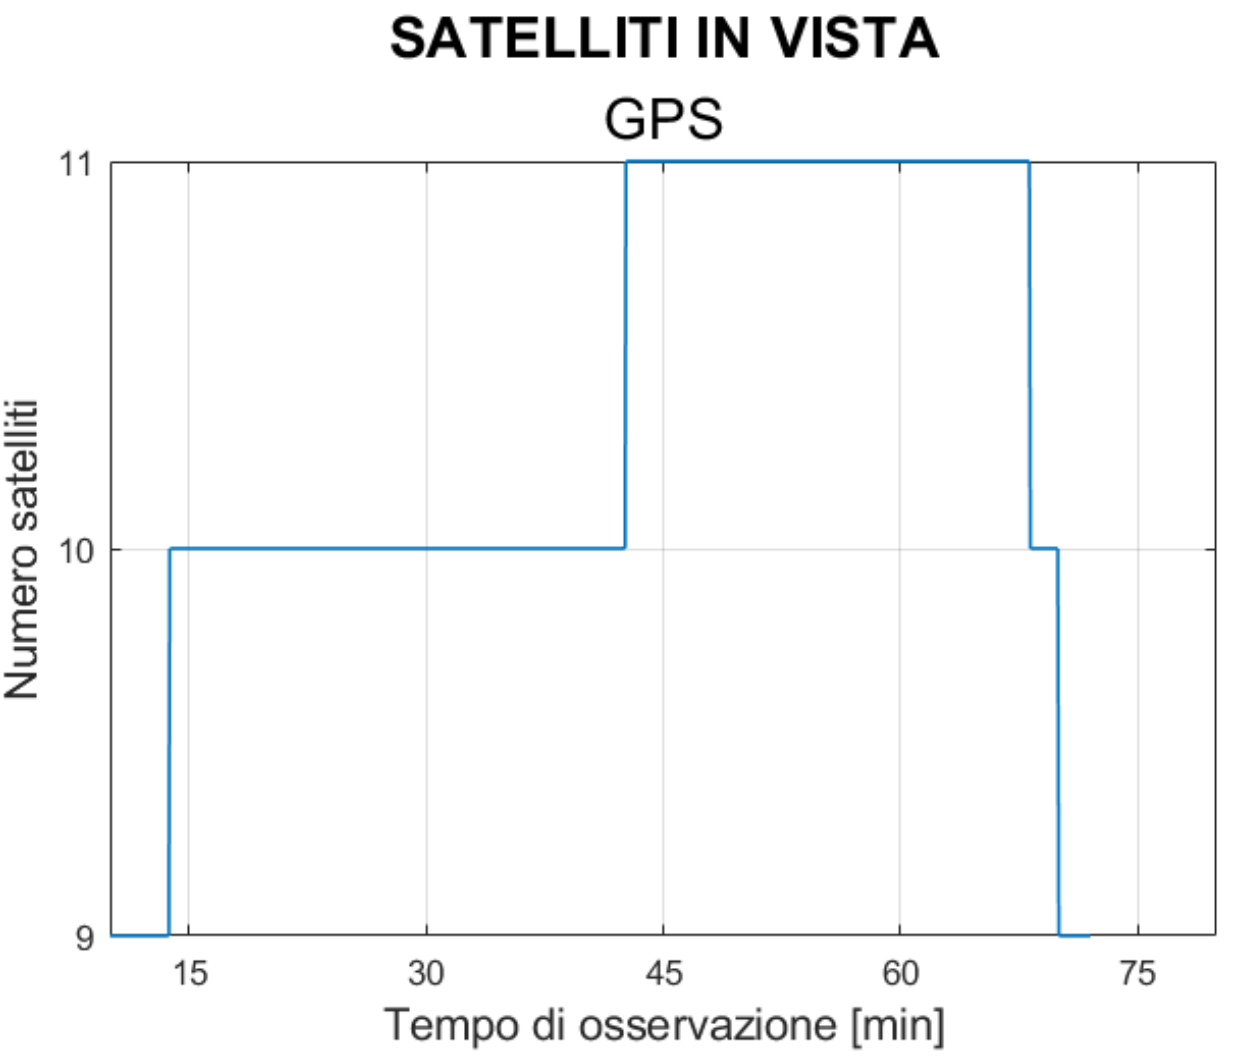 SATELLITI IN VISTA
GPS
11
10
9
Numero satelliti
15 30 45 60 75
Tempo di osservazione [min]